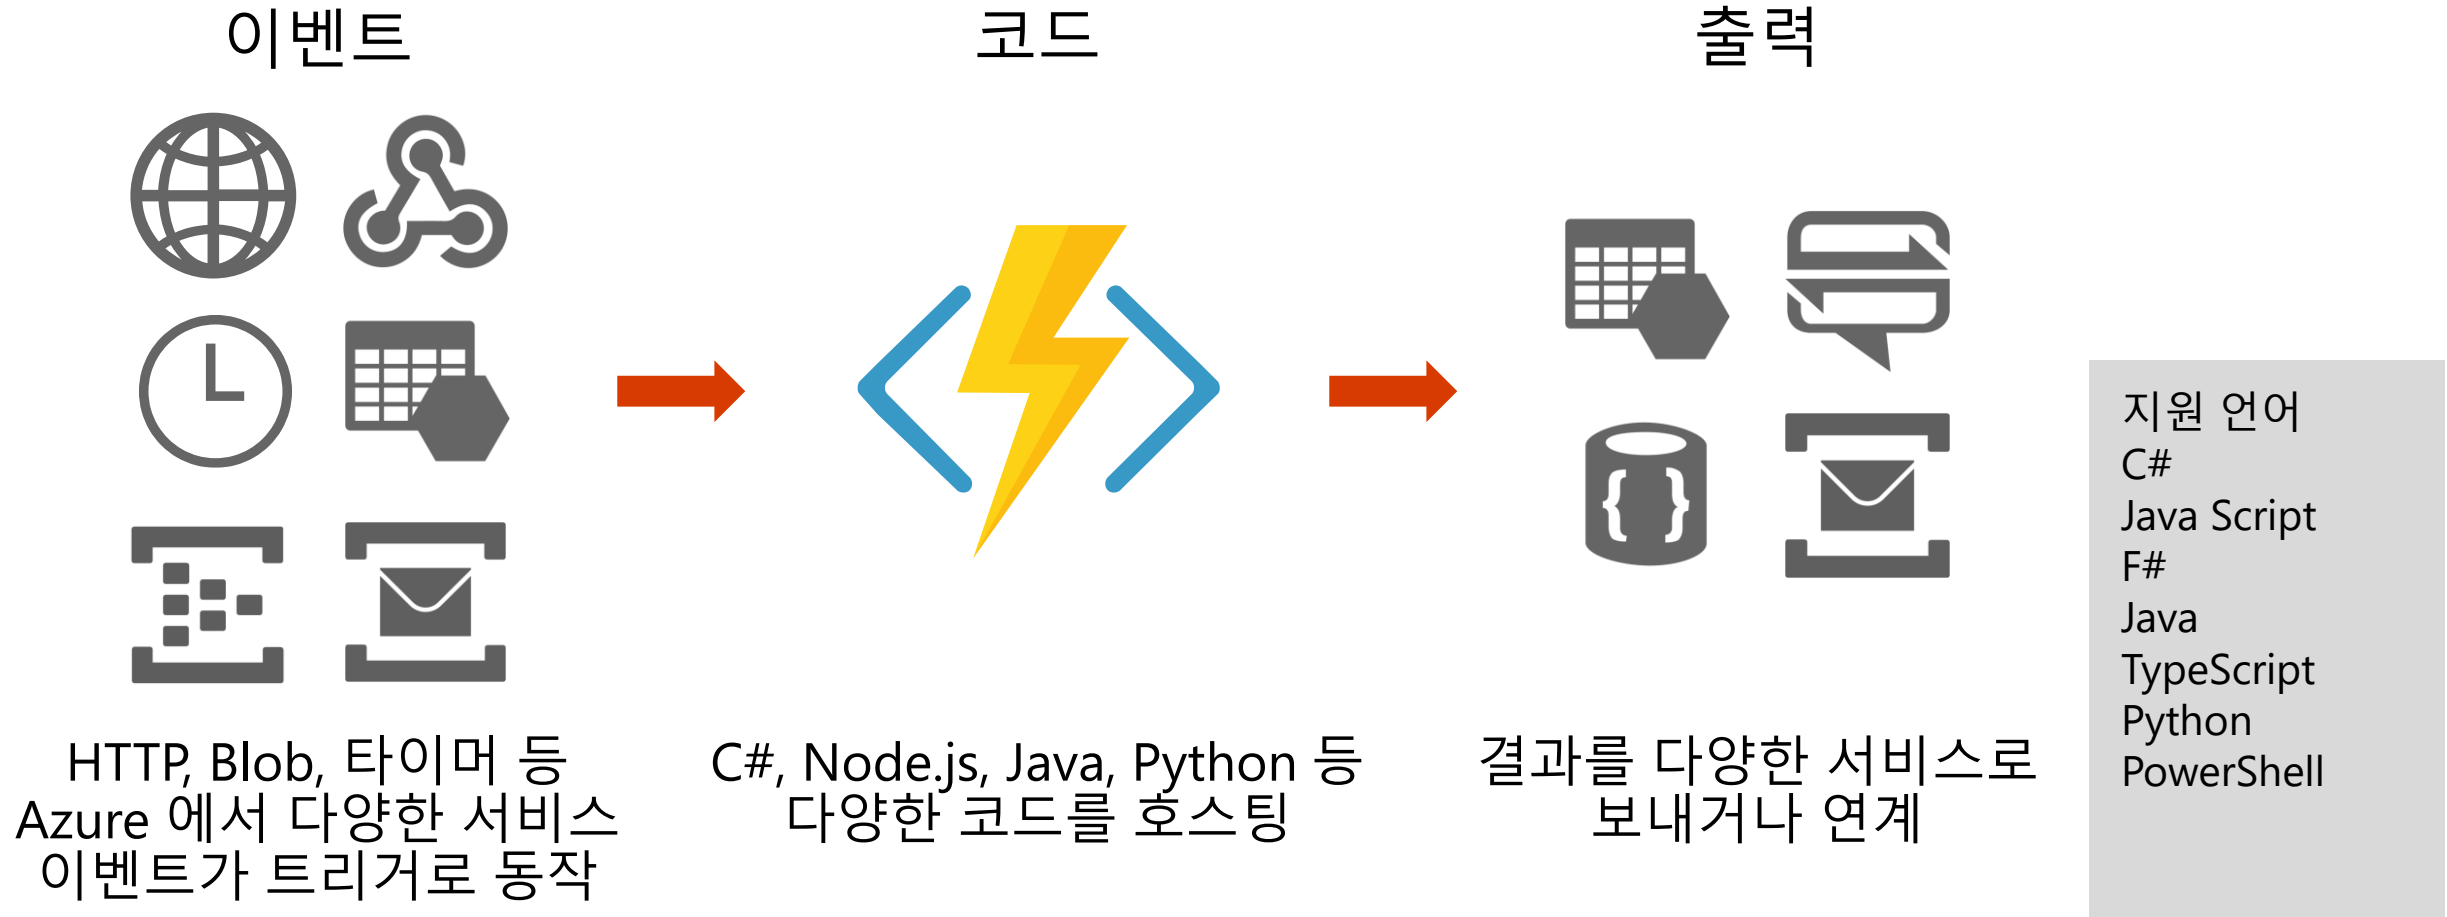 이벤트
코드
출력
HTTP, Blob, 타이머 등
Azure 에서 다양한 서비스
이벤트가 트리거로 동작
C#, Node.js, Java, Python 등
다양한 코드를 호스팅
결과를 다양한 서비스로
보내거나 연계
지원 언어
C#
Java Script
F#
Java
TypeScript
Python
PowerShell